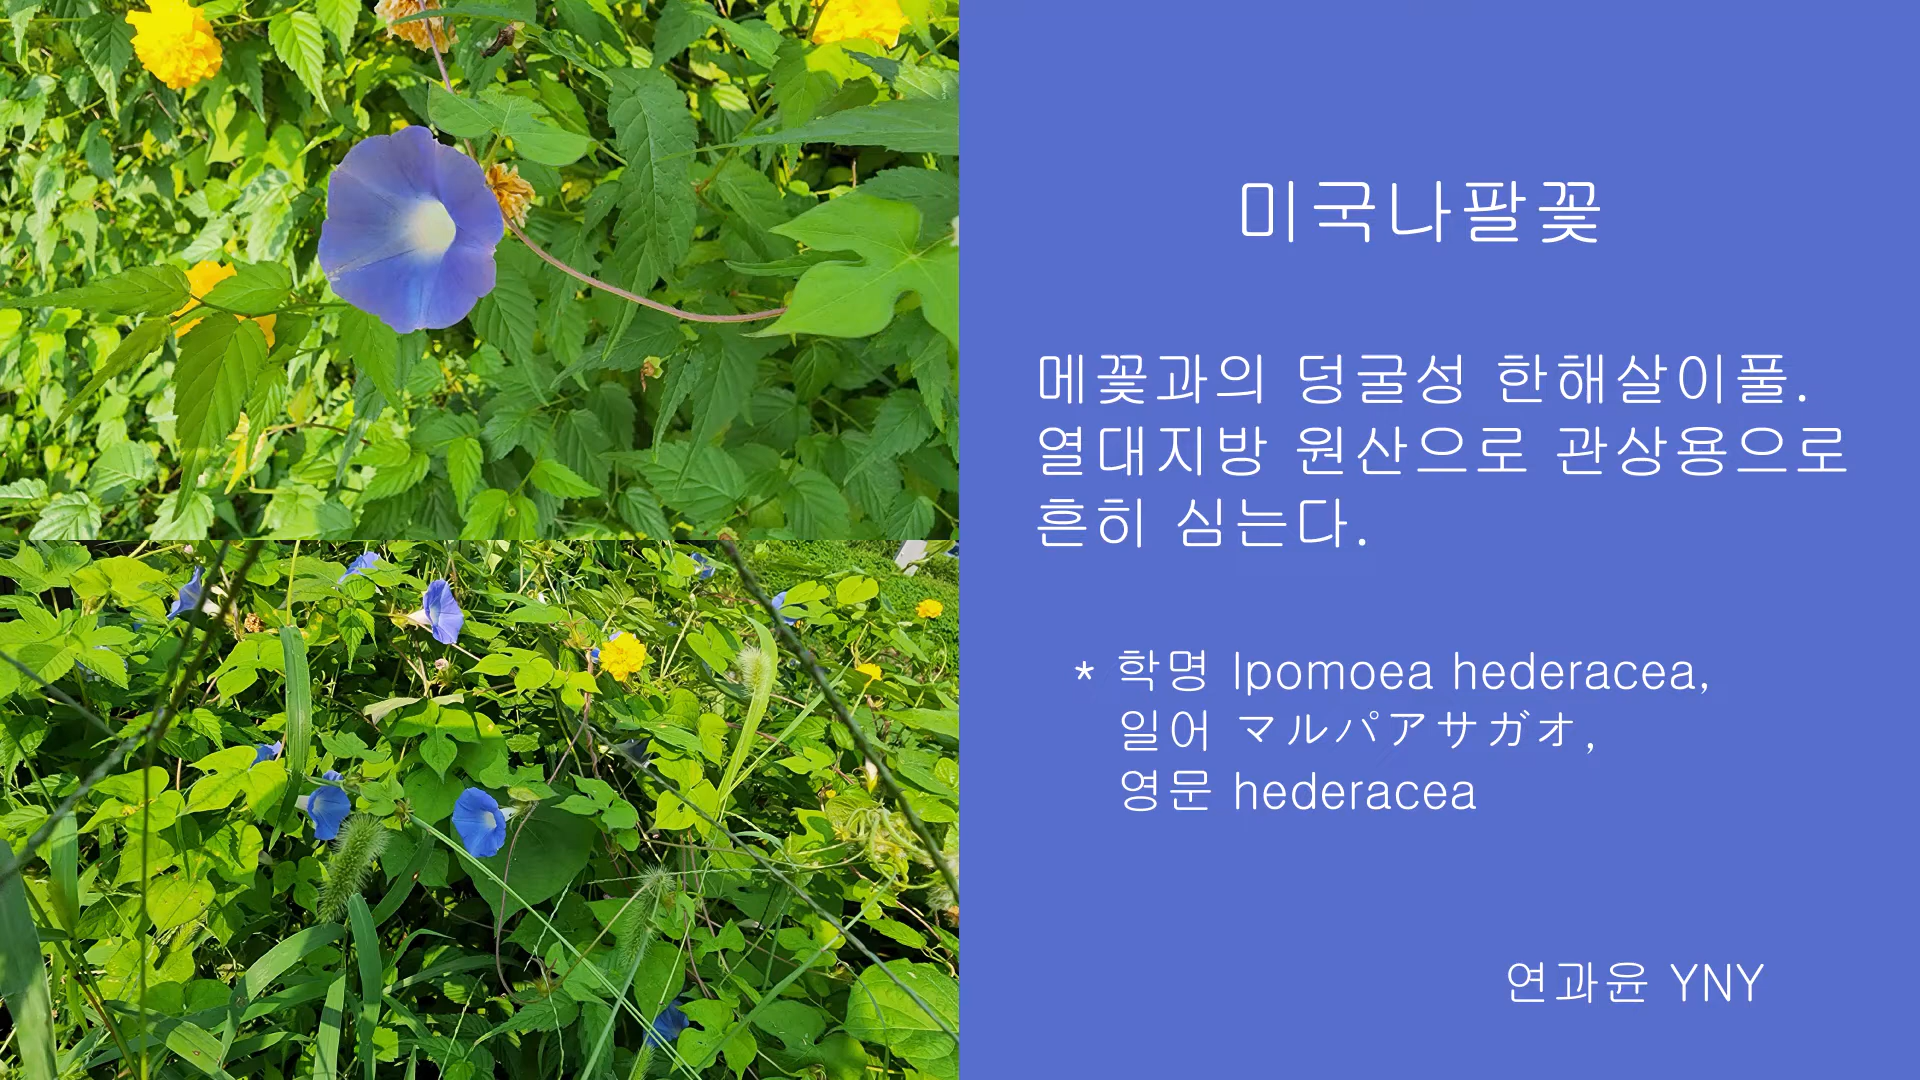 미국나팔꽃
메꽃과의 덩굴성 한해살이풀.
열대지방 원산으로 관상용으로
흔히 심는다.
* 학명 Ipomoea hederacea,
일어 マルパアサガオ,
영문 hederacea
연과윤 YNY